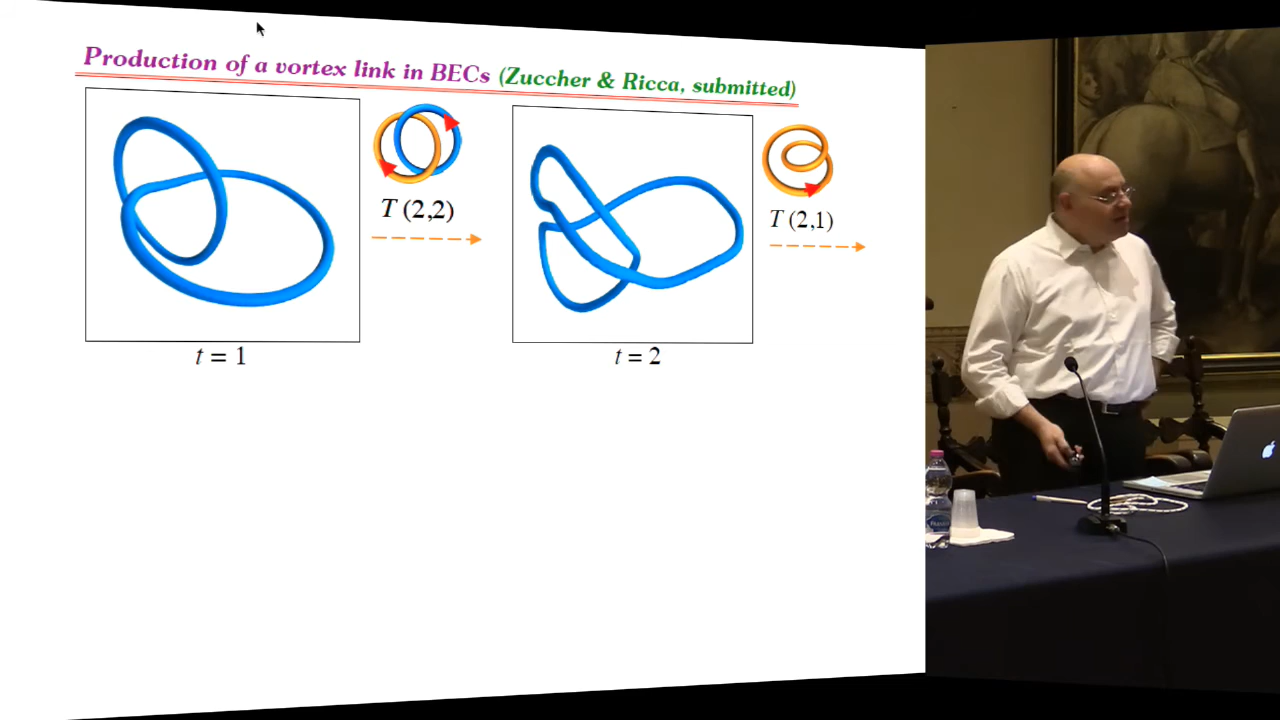 Production of a vortex link in BECs (Zuccher & Ricca, submitted)
T (2,2)
T (2,1)
t = 1
t = 2